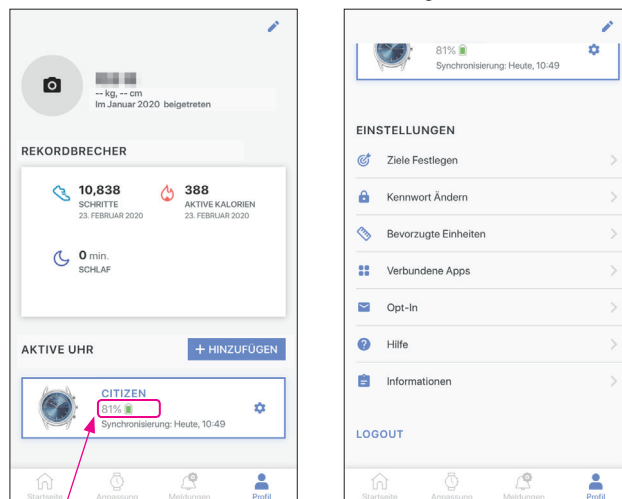 -- kg, -- cm
Im Januar 2020 beigetreten
REKORDBRECHER
10,838
SCHRITTE
23. FEBRUAR 2020
388
AKTIVE KALORIEN
23. FEBRUAR 2020
0 min.
SCHLAF
AKTIVE UHR
+ HINZUFÜGEN
CITIZEN
81%
Synchronisierung: Heute, 10:49
Startseite
Anpassung
Meldungen
Profil
81%
Synchronisierung: Heute, 10:49
EINSTELLUNGEN
Ziele Festlegen
Kennwort Ändern
Bevorzugte Einheiten
Verbundene Apps
Opt-In
Hilfe
Informationen
LOGOUT
Startseite
Anpassung
Meldungen
Profil